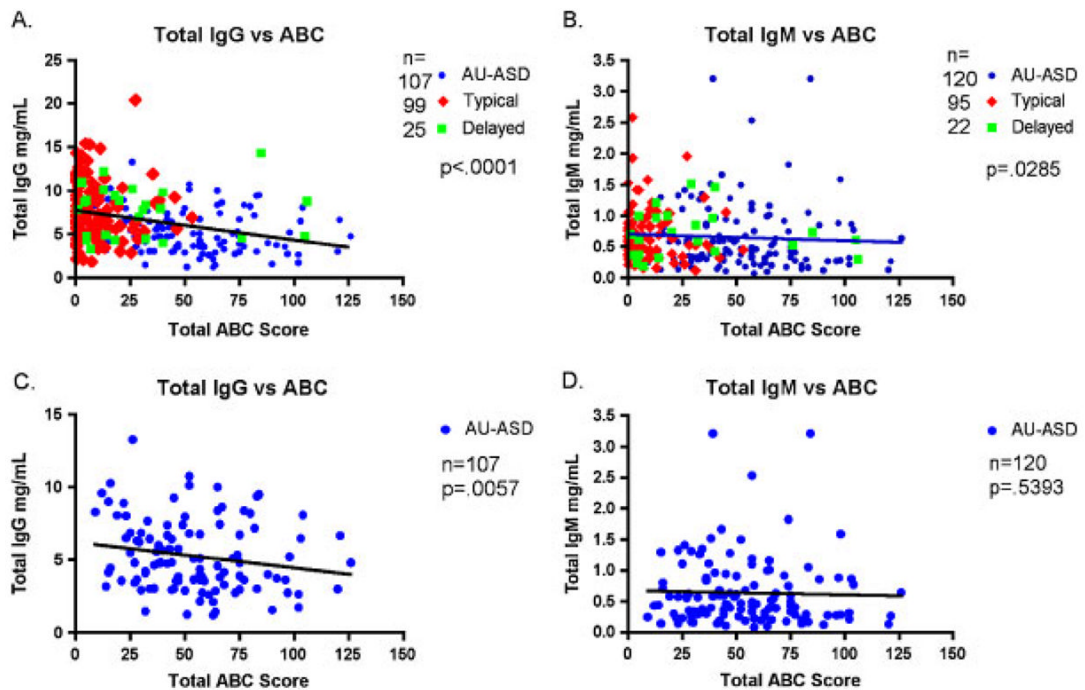 A.
Total IgG vs ABC
n=
107 AU-ASD
99 Typical
25 Delayed
p<.0001
Total IgG mg/mL
25
20
15
10
5
0
0 25 50 75 100 125 150
Total ABC Score
B.
Total IgM vs ABC
n=
120 AU-ASD
95 Typical
22 Delayed
p=.0285
Total IgG mg/mL
3.5
3.0
2.5
2.0
1.5
1.0
0.5
0.0
0 25 50 75 100 125 150
Total ABC Score
C.
Total IgG vs ABC
AU-ASD
n=107
p=.0057
Total IgG mg/mL
15
10
5
0
0 25 50 75 100 125 150
Total ABC Score
D.
Total IgM vs ABC
AU-ASD
n=120
p=.5393
Total IgM mg/mL
3.5
3.0
2.5
2.0
1.5
1.0
0.5
0.0
0 25 50 75 100 125 150
Total ABC Score